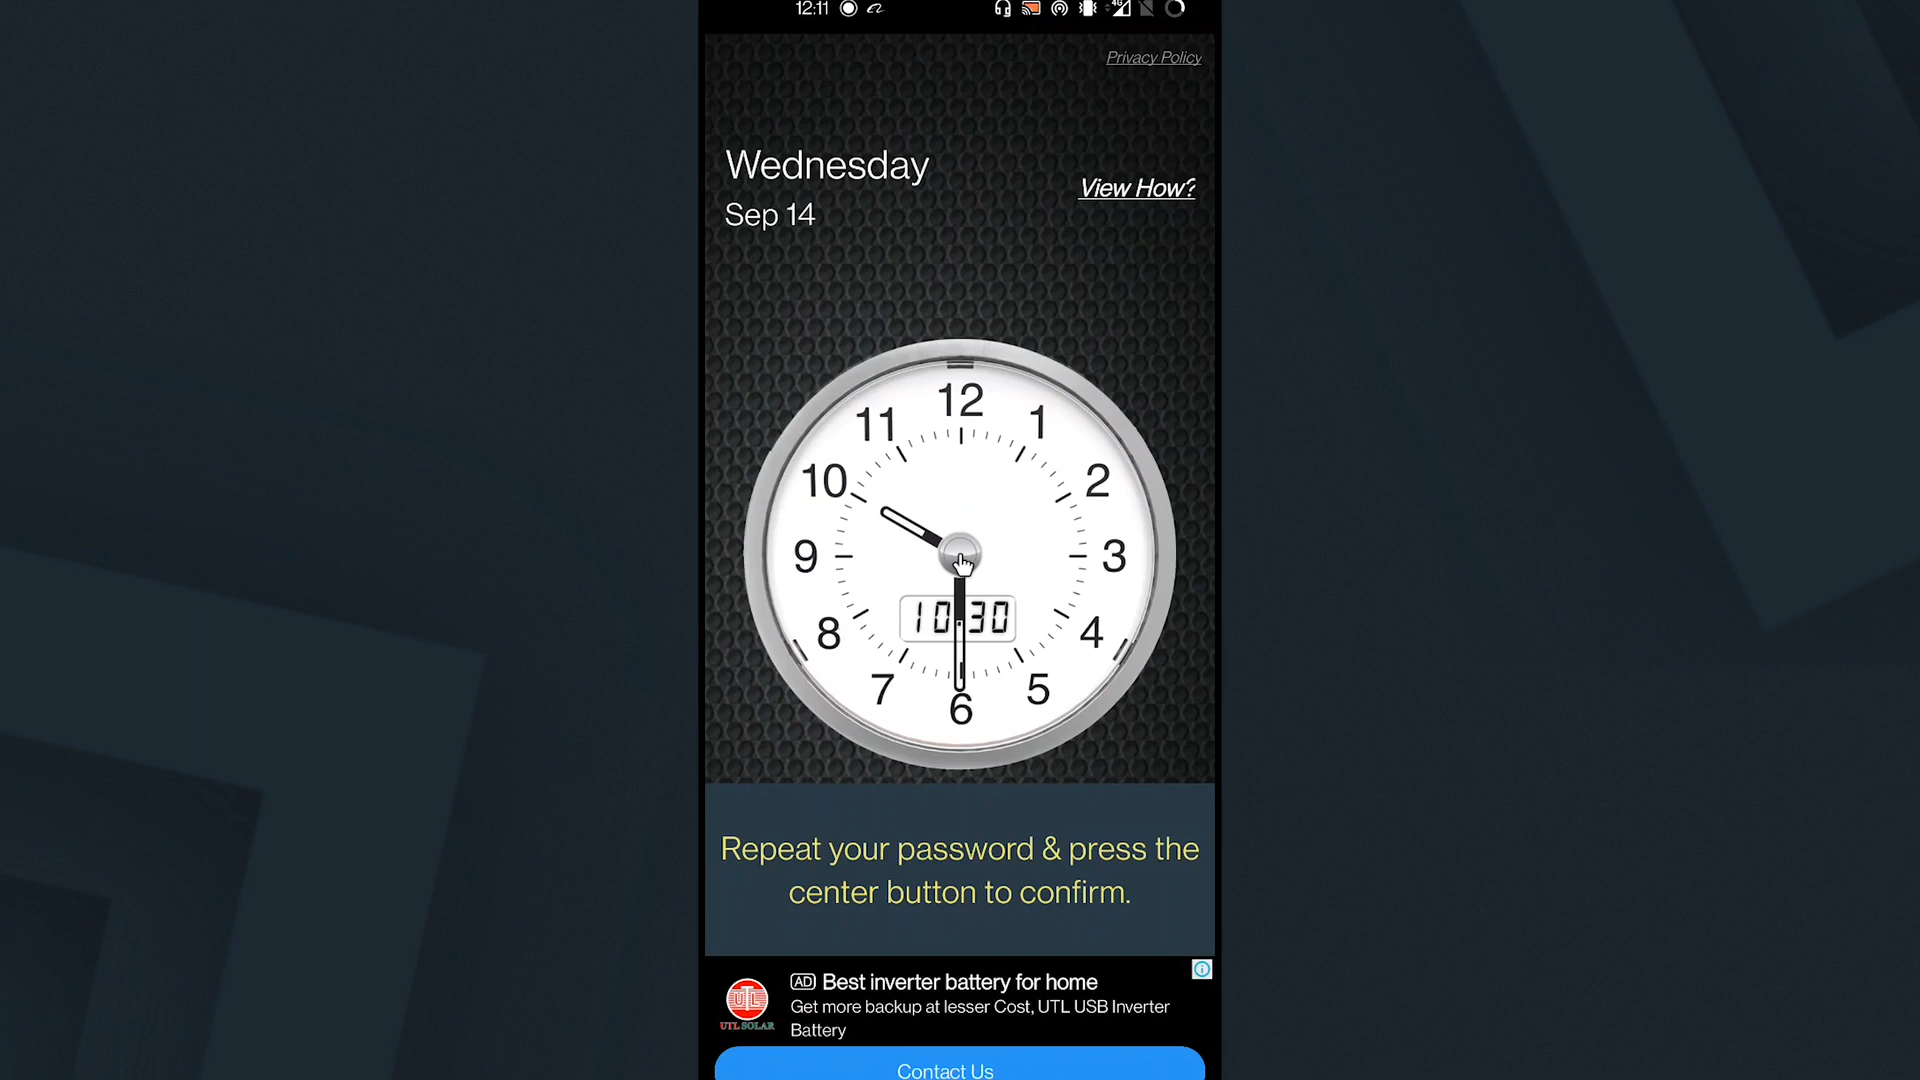 12:11
4G
Privacy Policy
Wednesday
View How?
Sep 14
12
11
1
10
2
9
3
10 30
8
4
7
5
6
Repeat your password & press the
center button to confirm.
AD Best inverter battery for home
Get more backup at lesser Cost, UTL USB Inverter
Battery
UTL
UTL SOLAR
Contact Us